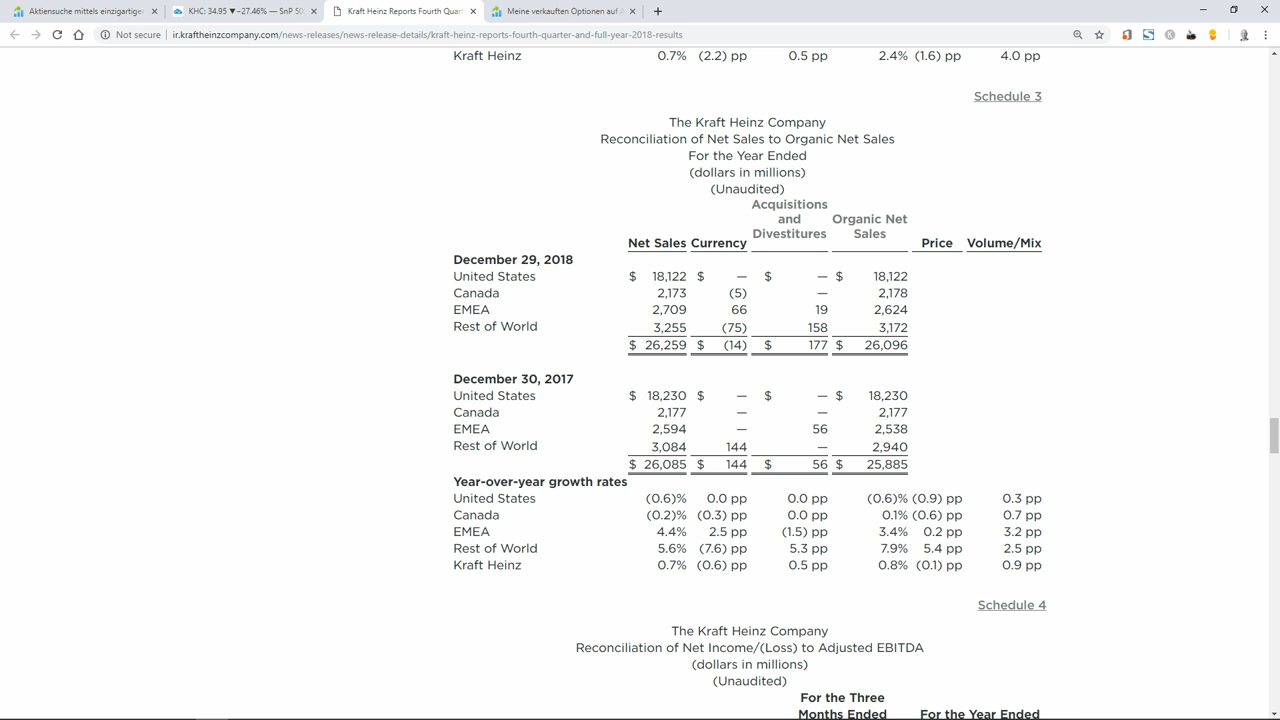 Aktiensuche mittels einzigartige
KHC: 34.95 ▼−27.46% — SnP 50
Kraft Heinz Reports Fourth Quar
Meine verkauften Optionen auf A
Not secure | ir.kraftheinzcompany.com/news-releases/news-release-details/kraft-heinz-reports-fourth-quarter-and-full-year-2018-results
Kraft Heinz 0.7% (2.2) pp 0.5 pp 2.4% (1.6) pp 4.0 pp
Schedule 3
The Kraft Heinz Company
Reconciliation of Net Sales to Organic Net Sales
For the Year Ended
(dollars in millions)
(Unaudited)
Net Sales Currency Acquisitions and Divestitures Organic Net Sales Price Volume/Mix
December 29, 2018
United States $ 18,122 $ — $ — $ 18,122
Canada 2,173 (5) — 2,178
EMEA 2,709 66 19 2,624
Rest of World 3,255 (75) 158 3,172
$ 26,259 $ (14) $ 177 $ 26,096
December 30, 2017
United States $ 18,230 $ — $ — $ 18,230
Canada 2,177 — — 2,177
EMEA 2,594 — 56 2,538
Rest of World 3,084 144 — 2,940
$ 26,085 $ 144 $ 56 $ 25,885
Year-over-year growth rates
United States (0.6)% 0.0 pp 0.0 pp (0.6)% (0.9) pp 0.3 pp
Canada (0.2)% (0.3) pp 0.0 pp 0.1% (0.6) pp 0.7 pp
EMEA 4.4% 2.5 pp (1.5) pp 3.4% 0.2 pp 3.2 pp
Rest of World 5.6% (7.6) pp 5.3 pp 7.9% 5.4 pp 2.5 pp
Kraft Heinz 0.7% (0.6) pp 0.5 pp 0.8% (0.1) pp 0.9 pp
Schedule 4
The Kraft Heinz Company
Reconciliation of Net Income/(Loss) to Adjusted EBITDA
(dollars in millions)
(Unaudited)
For the Three
Months Ended For the Year Ended